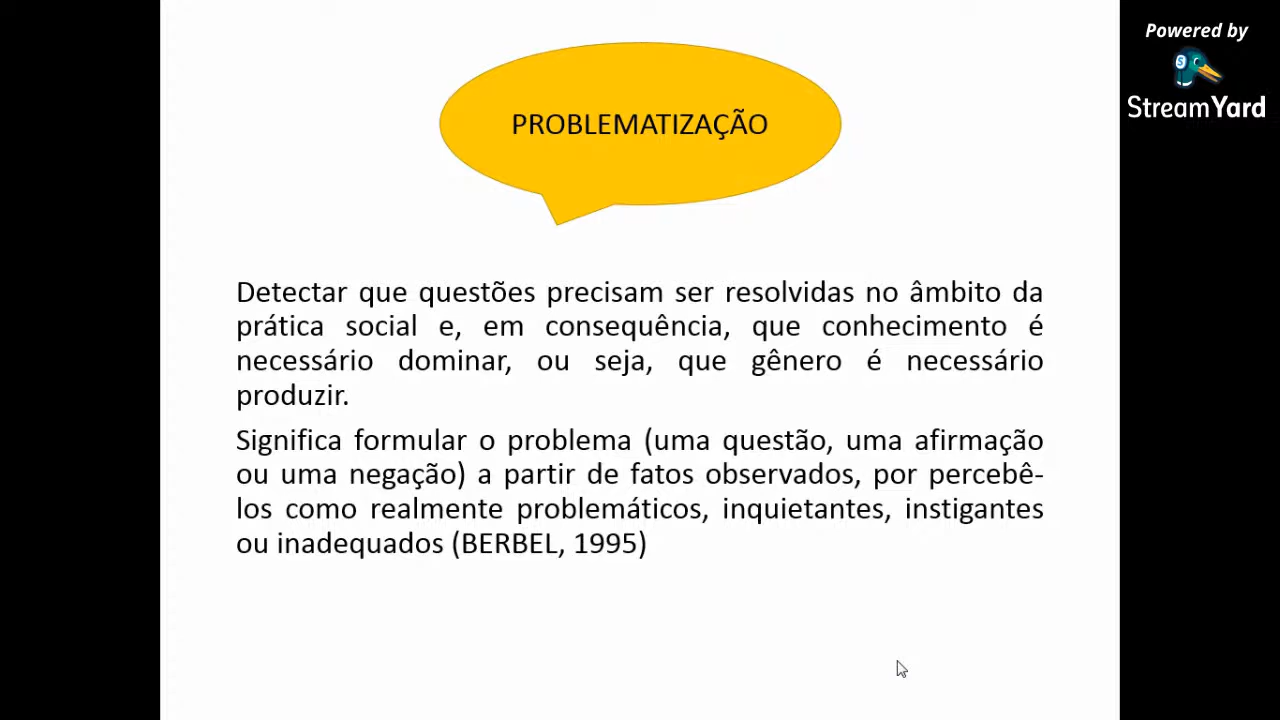 Powered by
StreamYard
PROBLEMATIZAÇÃO
Detectar que questões precisam ser resolvidas no âmbito da
prática social e, em consequência, que conhecimento é
necessário dominar, ou seja, que gênero é necessário
produzir.
Significa formular o problema (uma questão, uma afirmação
ou uma negação) a partir de fatos observados, por percebê-
los como realmente problemáticos, inquietantes, instigantes
ou inadequados (BERBEL, 1995)